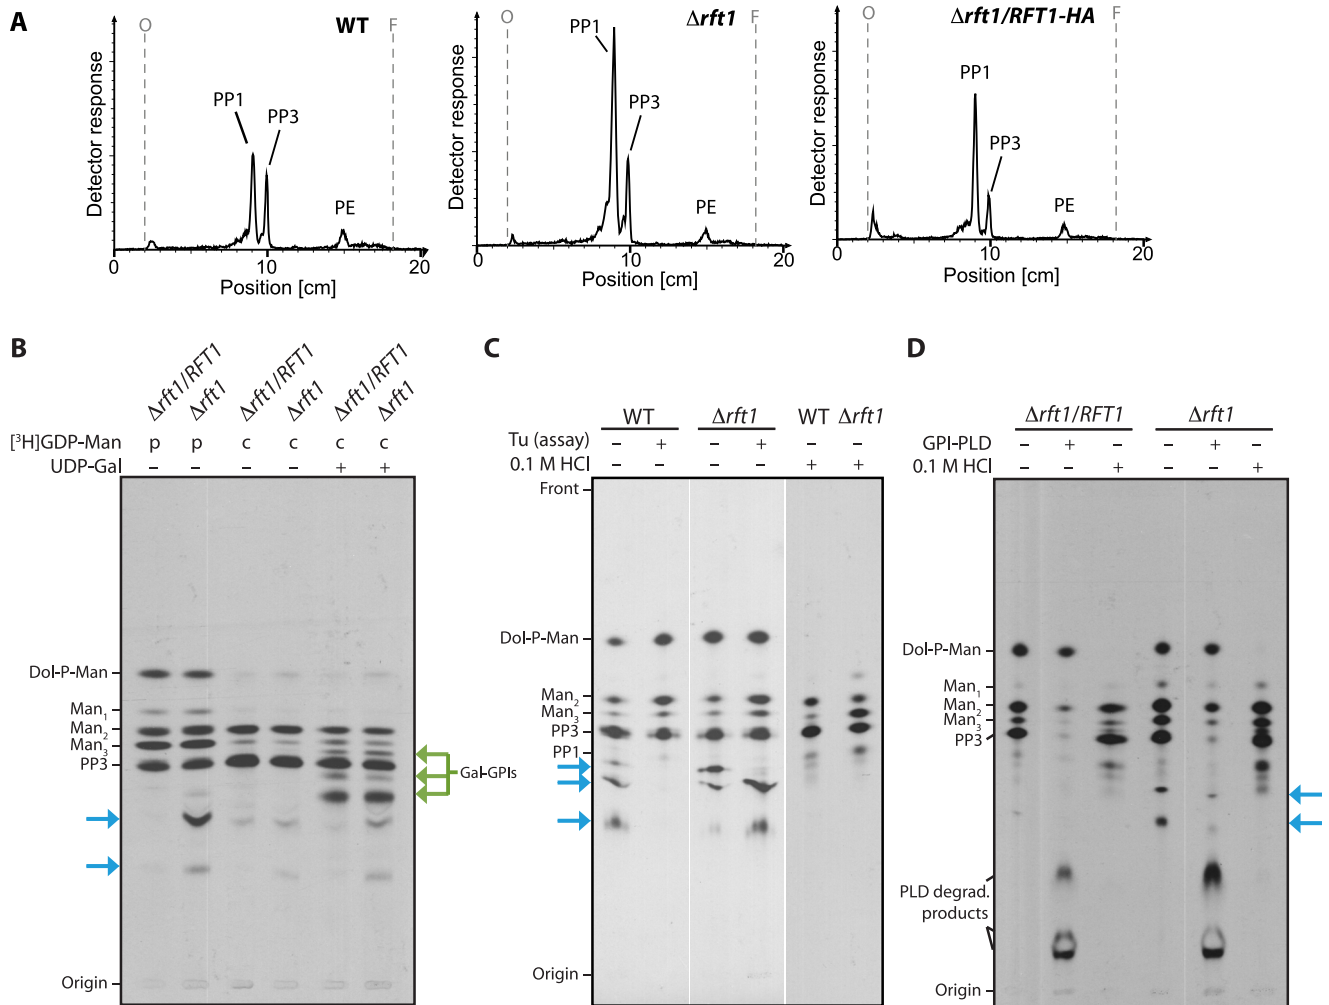 A
O
WT
F
PP1
PP3
PE
Detector response
0
10
20
Position [cm]
O
Δrft1
F
PP1
PP3
PE
Detector response
0
10
20
Position [cm]
O
Δrft1/RFT1-HA
F
PP1
PP3
PE
Detector response
0
10
20
Position [cm]
B
Δrft1/RFT1 Δrft1 Δrft1/RFT1 Δrft1 Δrft1/RFT1 Δrft1
[³H]GDP-Man p p c c c c
UDP-Gal – – – – + +
Dol-P-Man
Man₁
Man₂
Man₃
PP3
Gal-GPIs
Origin
C
WT Δrft1 WT Δrft1
Tu (assay) – + – + – –
0.1 M HCl – – – – + +
Front
Dol-P-Man
Man₂
Man₃
PP3
PP1
Origin
D
Δrft1/RFT1 Δrft1
GPI-PLD – + – – + –
0.1 M HCl – – + – – +
Dol-P-Man
Man₁
Man₂
Man₂
PP3
PLD degrad.
products
Origin